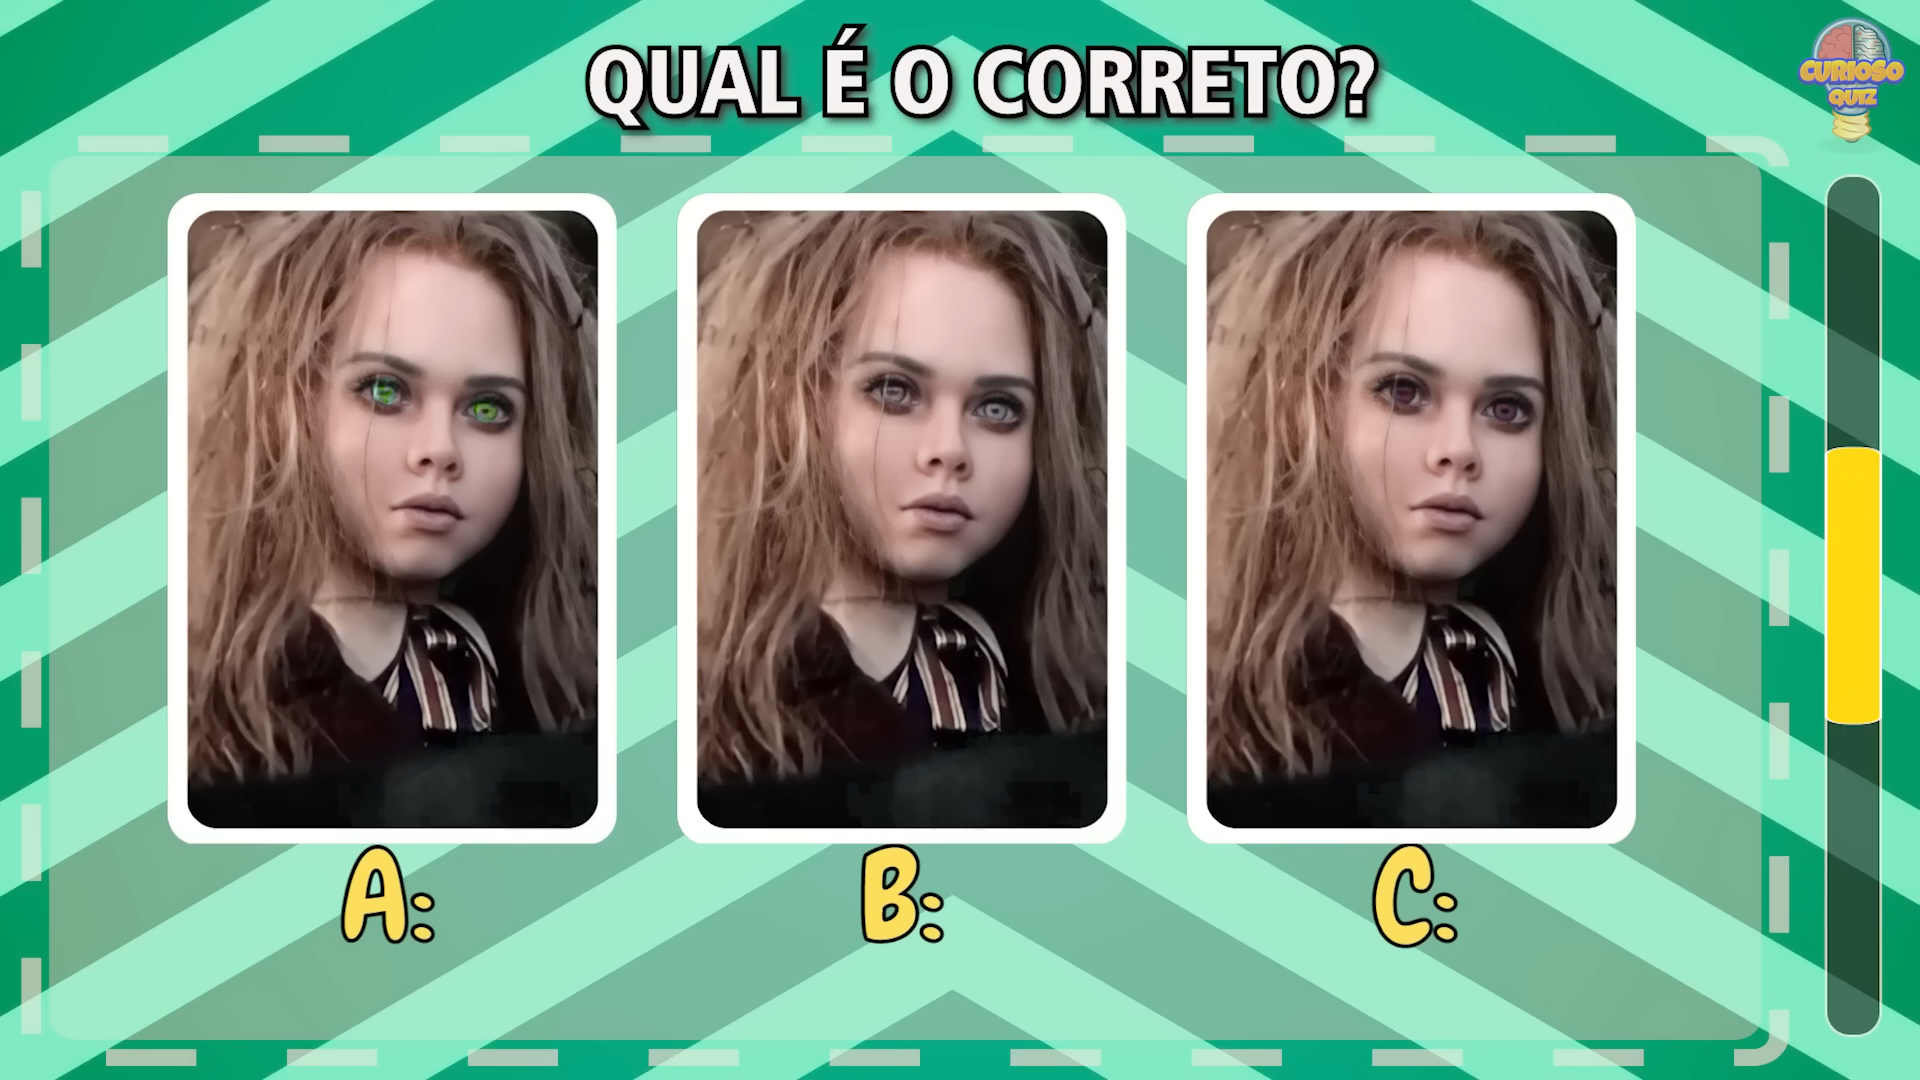 QUAL É O CORRETO?
CURIOSO
QUIZ
A:
B:
C: